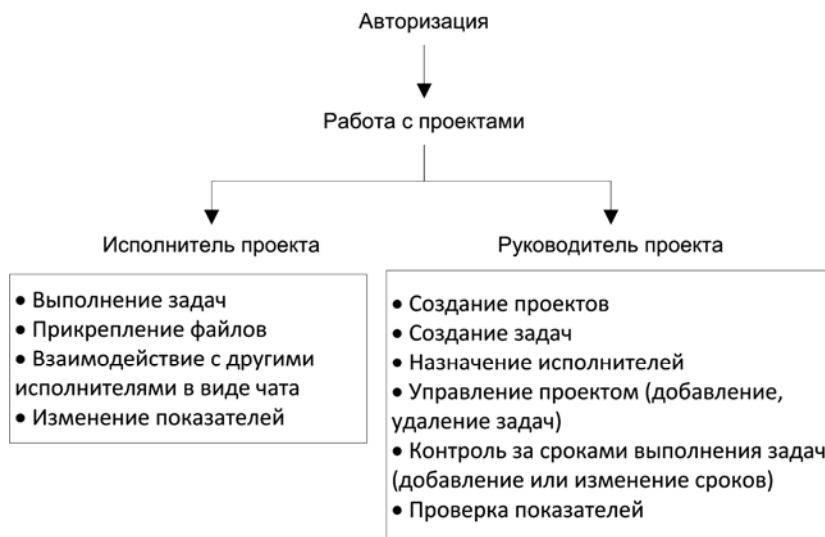 Авторизация
Работа с проектами
Исполнитель проекта
• Выполнение задач
• Прикрепление файлов
• Взаимодействие с другими
исполнителями в виде чата
• Изменение показателей
Руководитель проекта
• Создание проектов
• Создание задач
• Назначение исполнителей
• Управление проектом (добавление,
удаление задач)
• Контроль за сроками выполнения задач
(добавление или изменение сроков)
• Проверка показателей